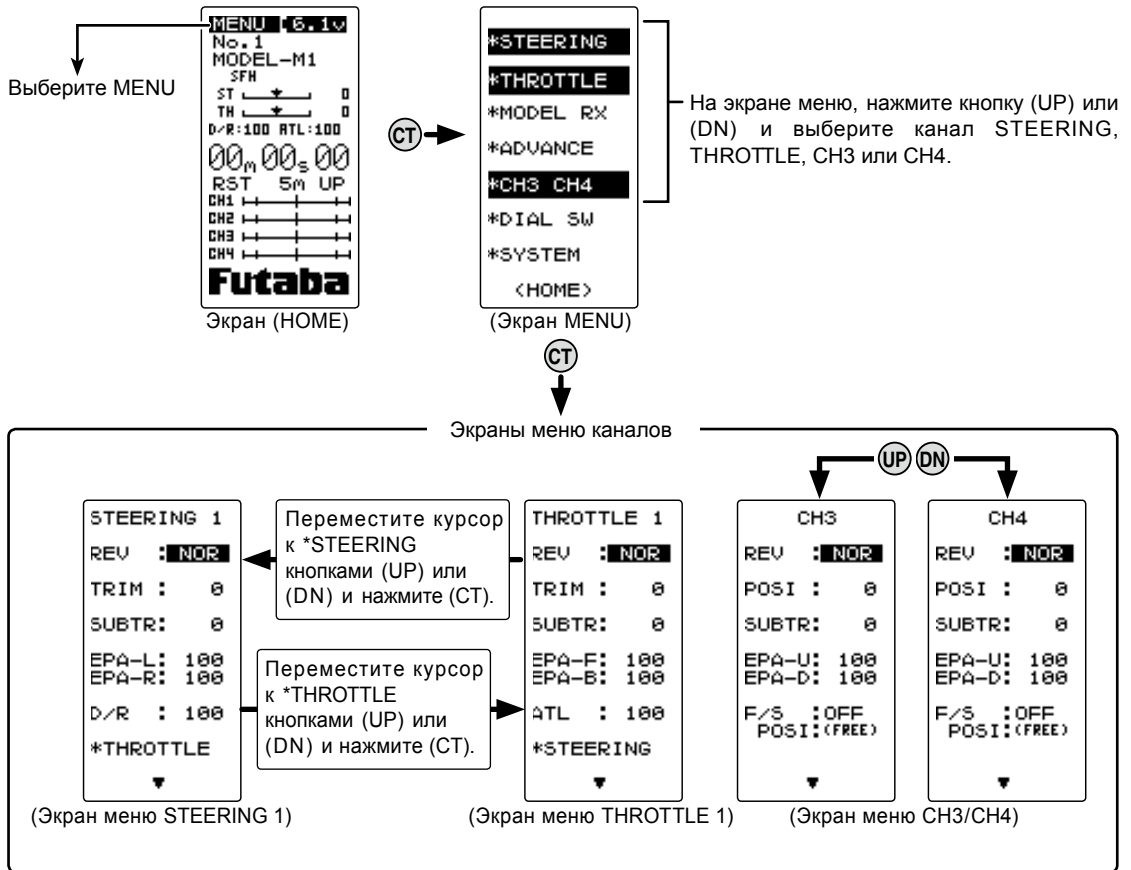 Выберите MENU
MENU 6.1v
No.1
MODEL-M1
SFH
ST 0
TH 0
D/R:100 ATL:100
00m00s00
RST 5m UP
CH1
CH2
CH3
CH4
Futaba
Экран (HOME)
CT
*STEERING
*THROTTLE
*MODEL RX
*ADVANCE
*CH3 CH4
*DIAL SW
*SYSTEM
<HOME>
(Экран MENU)
На экране меню, нажмите кнопку (UP) или
(DN) и выберите канал STEERING,
THROTTLE, CH3 или CH4.
CT
Экраны меню каналов
STEERING 1
REV : NOR
TRIM : 0
SUBTR: 0
EPA-L: 100
EPA-R: 100
D/R : 100
*THROTTLE
▼
(Экран меню STEERING 1)
Переместите курсор
к *STEERING
кнопками (UP) или
(DN) и нажмите (CT).
Переместите курсор
к *THROTTLE
кнопками (UP) или
(DN) и нажмите (CT).
THROTTLE 1
REV : NOR
TRIM : 0
SUBTR: 0
EPA-F: 100
EPA-B: 100
ATL : 100
*STEERING
▼
(Экран меню THROTTLE 1)
UP DN
CH3
REV : NOR
POSI : 0
SUBTR: 0
EPA-U: 100
EPA-D: 100
F/S :OFF
POSI:(FREE)
▼
CH4
REV : NOR
POSI : 0
SUBTR: 0
EPA-U: 100
EPA-D: 100
F/S :OFF
POSI:(FREE)
▼
(Экран меню CH3/CH4)